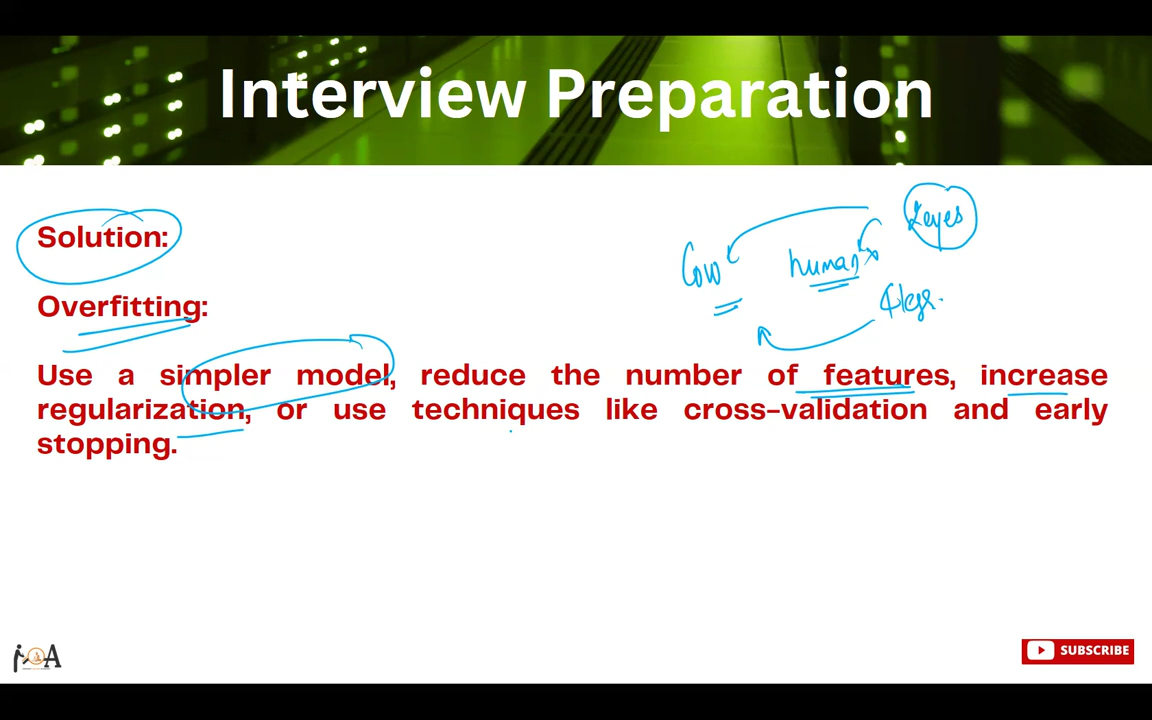 Interview Preparation
Solution:
2eyes
Cow
human
4legs.
Overfitting:
Use a simpler model, reduce the number of features, increase
regularization, or use techniques like cross-validation and early
stopping.
SUBSCRIBE